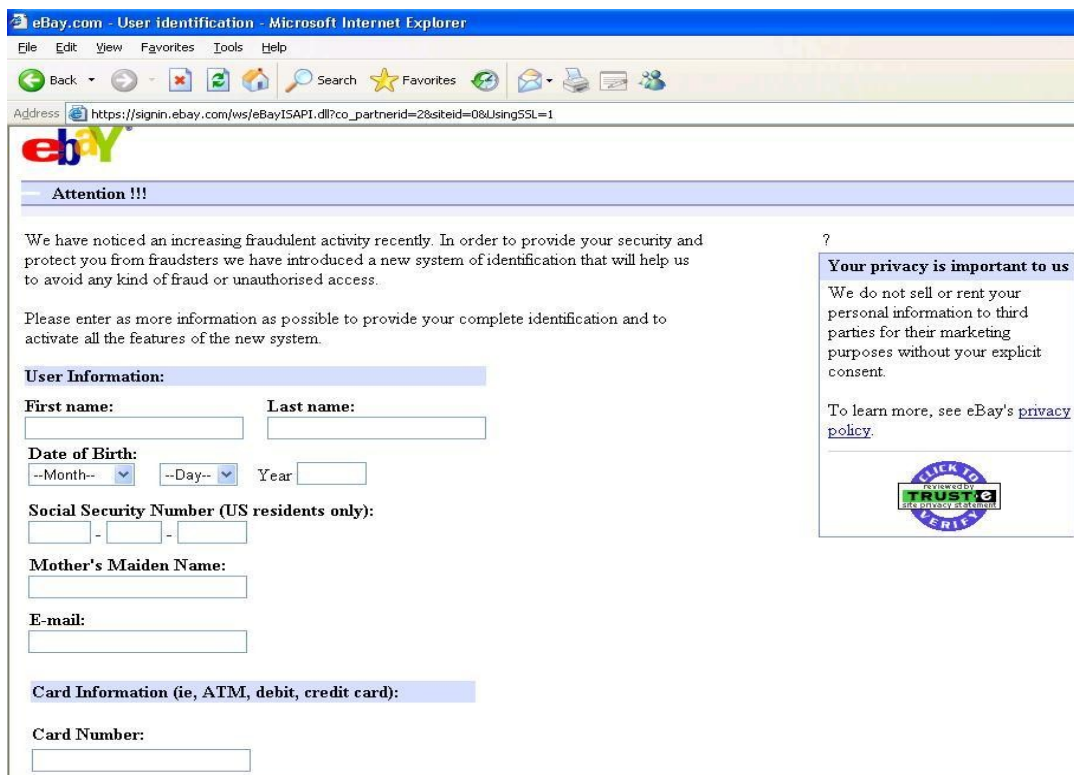 eBay.com - User identification - Microsoft Internet Explorer
File Edit View Favorites Tools Help
Back Search Favorites
Address https://signin.ebay.com/ws/eBayISAPI.dll?co_partnerid=2&siteid=0&UsingSSL=1
ebaY®
Attention !!!
We have noticed an increasing fraudulent activity recently. In order to provide your security and
protect you from fraudsters we have introduced a new system of identification that will help us
to avoid any kind of fraud or unauthorised access.
Please enter as more information as possible to provide your complete identification and to
activate all the features of the new system.
User Information:
First name: Last name:
Date of Birth:
--Month-- --Day-- Year
Social Security Number (US residents only):
- -
Mother's Maiden Name:
E-mail:
Card Information (ie, ATM, debit, credit card):
Card Number:
?
Your privacy is important to us
We do not sell or rent your
personal information to third
parties for their marketing
purposes without your explicit
consent.
To learn more, see eBay's privacy
policy.
CLICK TO
reviewed by
TRUSTe
site privacy statement
VERIFY